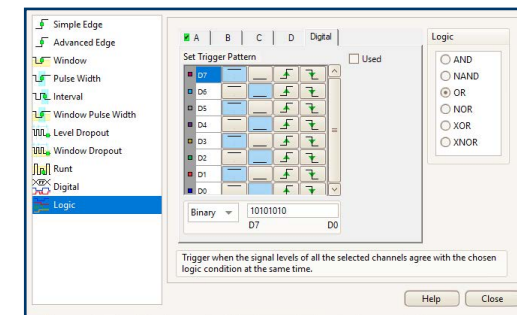 Simple Edge
Advanced Edge
Window
Pulse Width
Interval
Window Pulse Width
Level Dropout
Window Dropout
Runt
Digital
Logic
A B C D Digital
Set Trigger Pattern
Used
D7
D6
D5
D4
D3
D2
D1
D0
Binary 10101010
D7 D0
Logic
AND
NAND
OR
NOR
XOR
XNOR
Trigger when the signal levels of all the selected channels agree with the chosen
logic condition at the same time.
Help Close